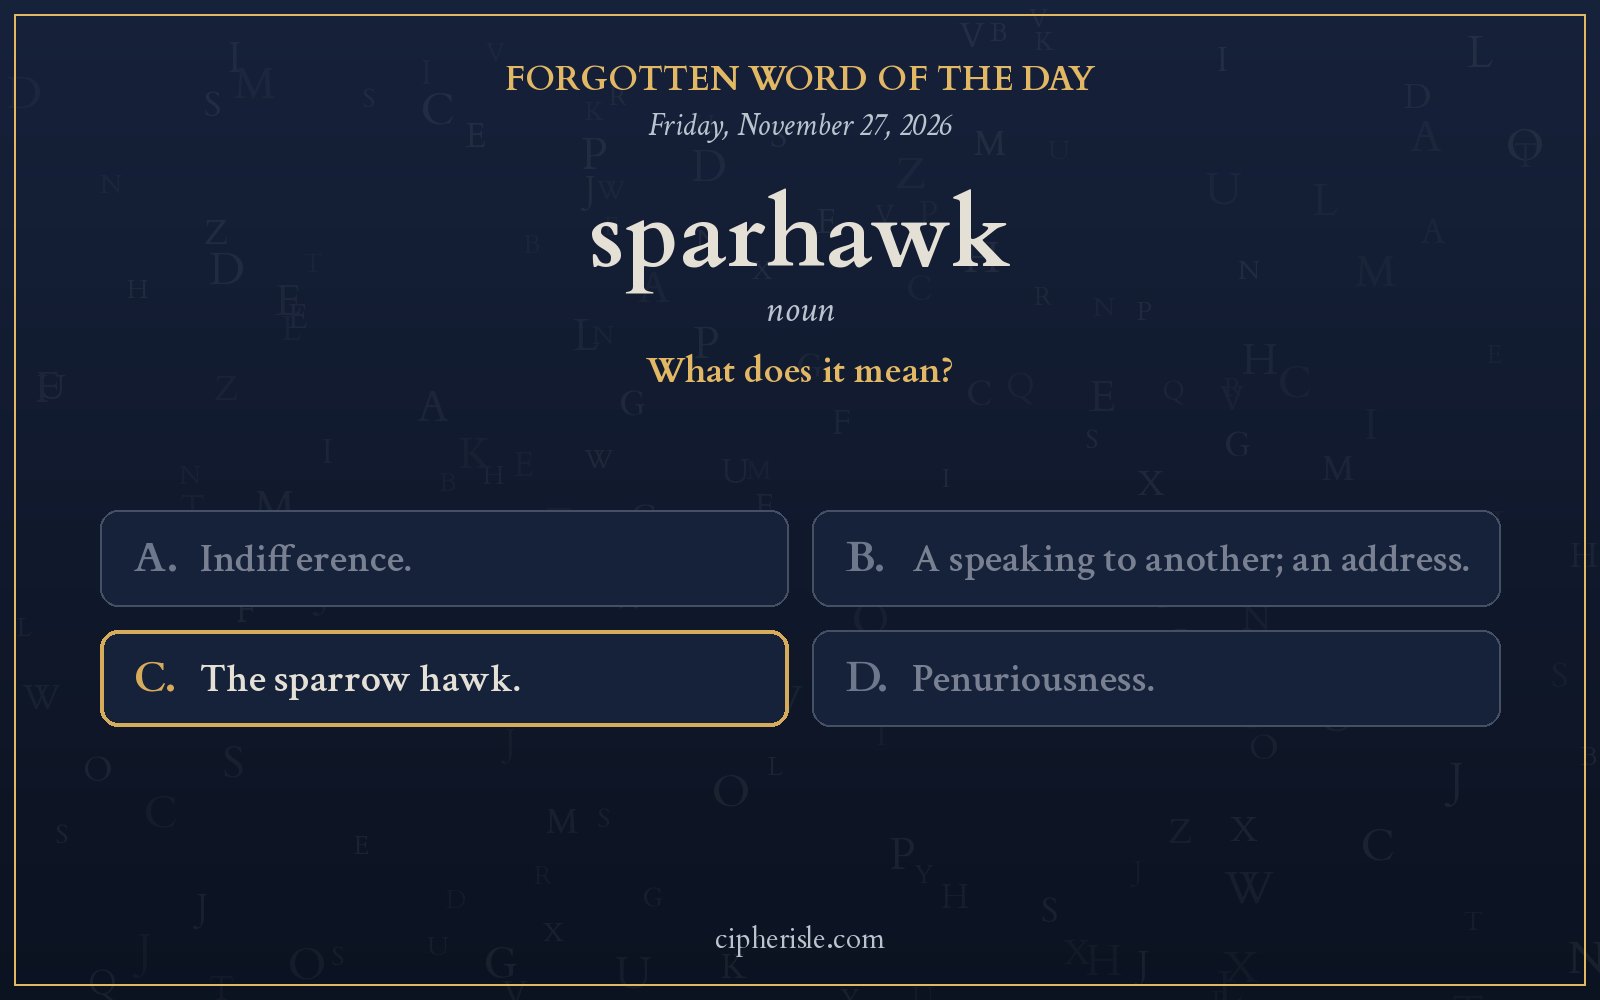 FORGOTTEN WORD OF THE DAY
Friday, November 27, 2026
sparhawk
noun
What does it mean?
A. Indifference.
B. A speaking to another; an address.
C. The sparrow hawk.
D. Penuriousness.
cipherisle.com